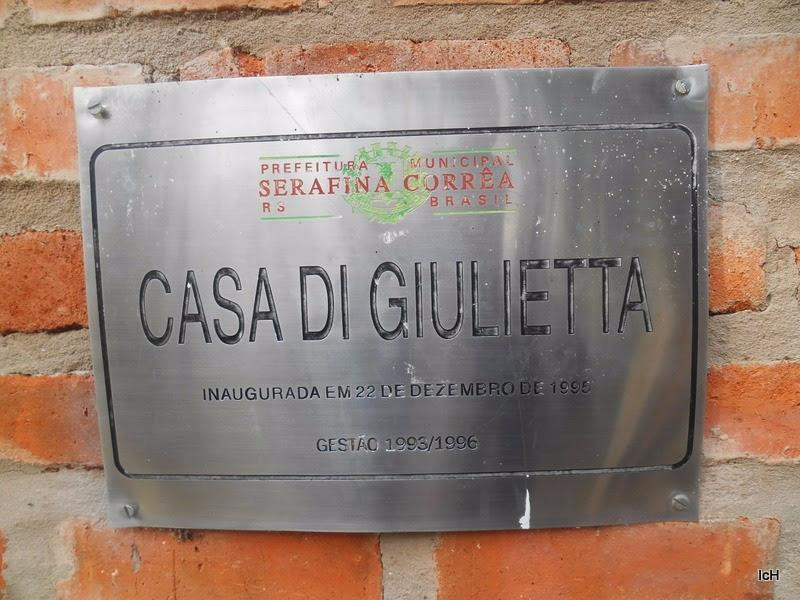 PREFEITURA MUNICIPAL
SERAFINA CORRÊA
RS BRASIL
CASA DI GIULIETTA
INAUGURADA EM 22 DE DEZEMBRO DE 1995
GESTÃO 1993/1996
IcH